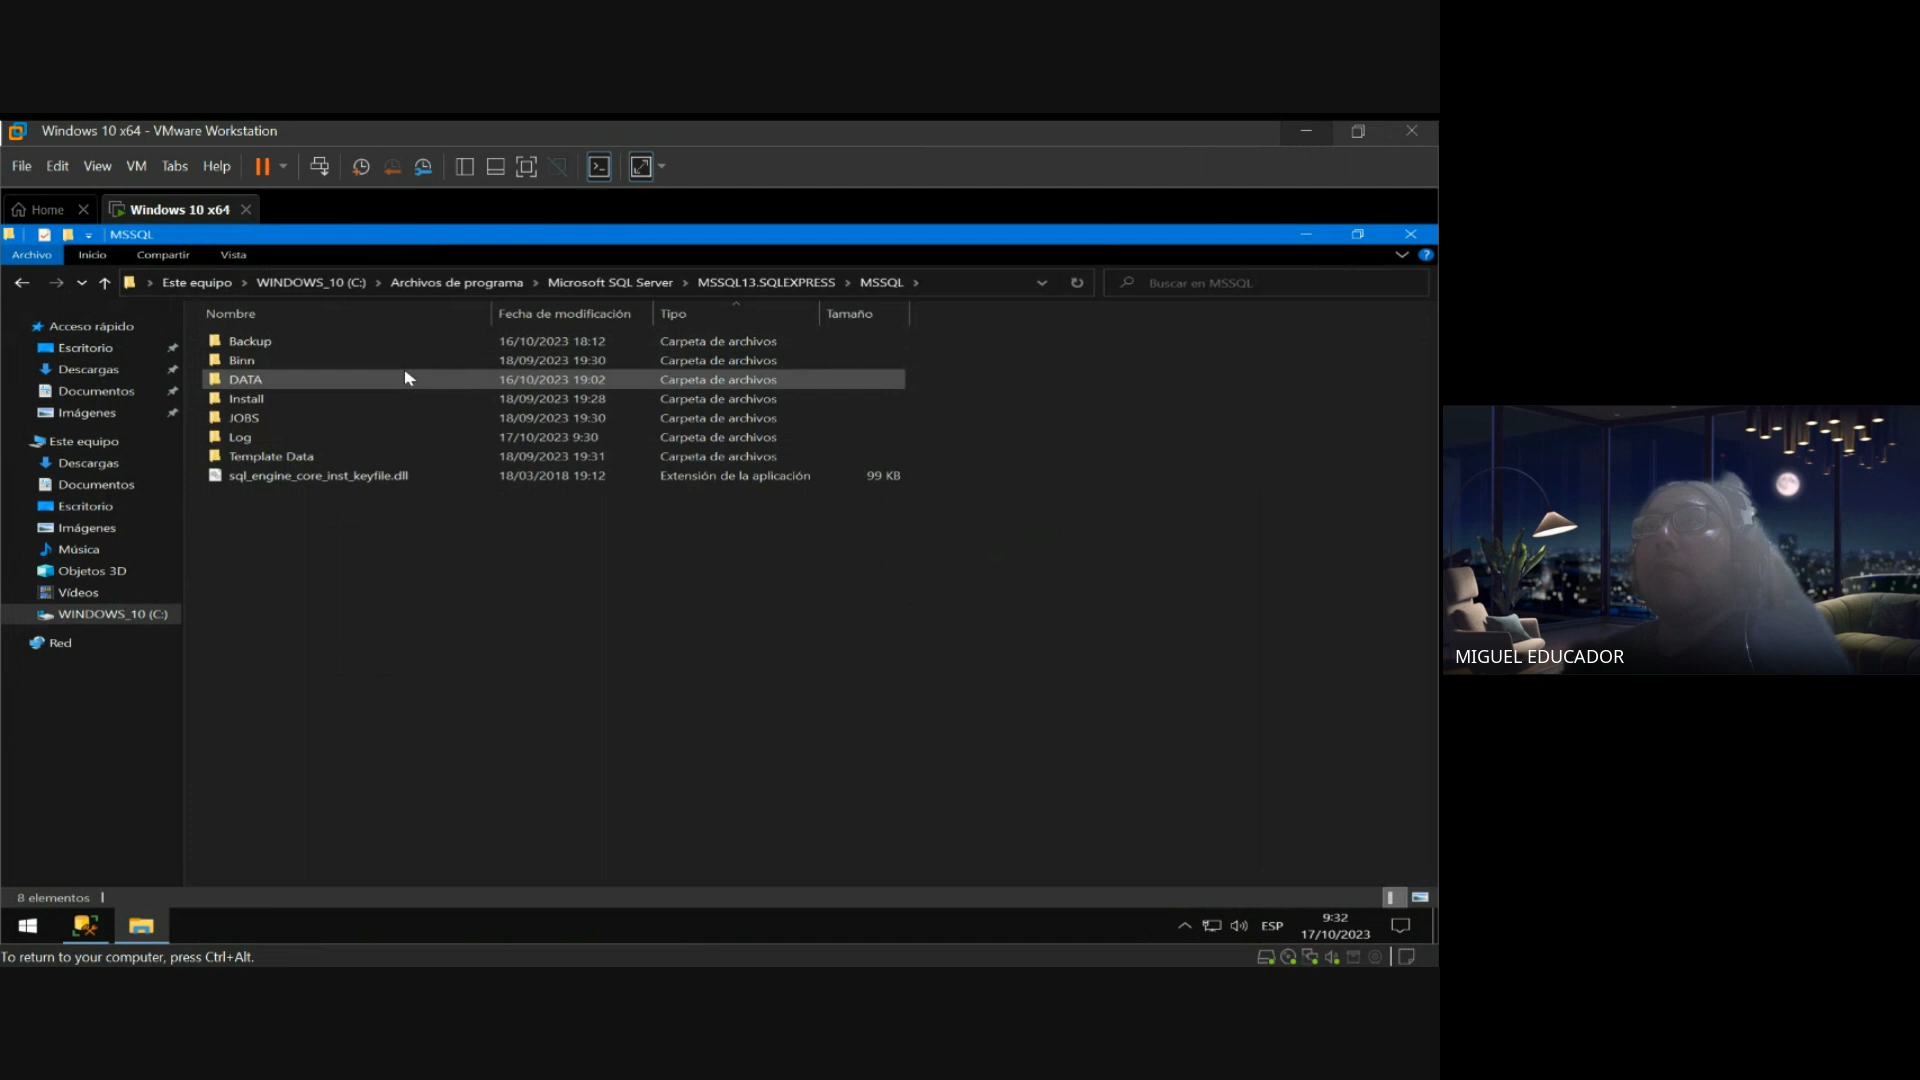 Windows 10 x64 - VMware Workstation
File Edit View VM Tabs Help
Home
Windows 10 x64
MSSQL
Archivo Inicio Compartir Vista
Este equipo > WINDOWS_10 (C:) > Archivos de programa > Microsoft SQL Server > MSSQL13.SQLEXPRESS > MSSQL >
Buscar en MSSQL
Nombre Fecha de modificación Tipo Tamaño
Backup 16/10/2023 18:12 Carpeta de archivos
Binn 18/09/2023 19:30 Carpeta de archivos
DATA 16/10/2023 19:02 Carpeta de archivos
Install 18/09/2023 19:28 Carpeta de archivos
JOBS 18/09/2023 19:30 Carpeta de archivos
Log 17/10/2023 9:30 Carpeta de archivos
Template Data 18/09/2023 19:31 Carpeta de archivos
sql_engine_core_inst_keyfile.dll 18/03/2018 19:12 Extensión de la aplicación 99 KB
Acceso rápido
Escritorio
Descargas
Documentos
Imágenes
Este equipo
Descargas
Documentos
Escritorio
Imágenes
Música
Objetos 3D
Vídeos
WINDOWS_10 (C:)
Red
8 elementos
ESP
9:32
17/10/2023
To return to your computer, press Ctrl+Alt.
MIGUEL EDUCADOR